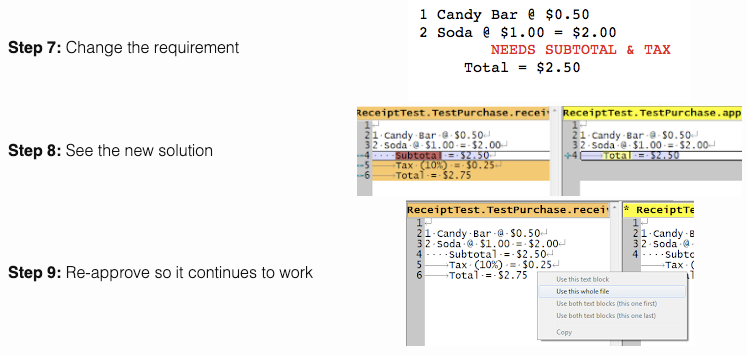 1 Candy Bar @ $0.50
2 Soda @ $1.00 = $2.00
Step 7: Change the requirement
NEEDS SUBTOTAL & TAX
Total = $2.50
ReceiptTest.TestPurchase.recei
ReceiptTest.TestPurchase.app
1
1
2 1 Candy Bar @ $0.50
2 1 Candy Bar @ $0.50
Step 8: See the new solution
3 2 Soda @ $1.00 = $2.00
3 2 Soda @ $1.00 = $2.00
4 Subtotal = $2.50
4 Total = $2.50
5 Tax (10%) = $0.25
6 Total = $2.75
ReceiptTest.TestPurchase.recei
* ReceiptTe
1
1
2 1 Candy Bar @ $0.50
2 1 Candy B
3 2 Soda @ $1.00 = $2.00
3 2 Soda @
4 Subtotal = $2.50
4 Subtc
Step 9: Re-approve so it continues to work
5 Tax (10%) = $0.25
Tax (
6 Total = $2.75
Use this text block
Use this whole file
Use both text blocks (this one first)
Use both text blocks (this one last)
Copy